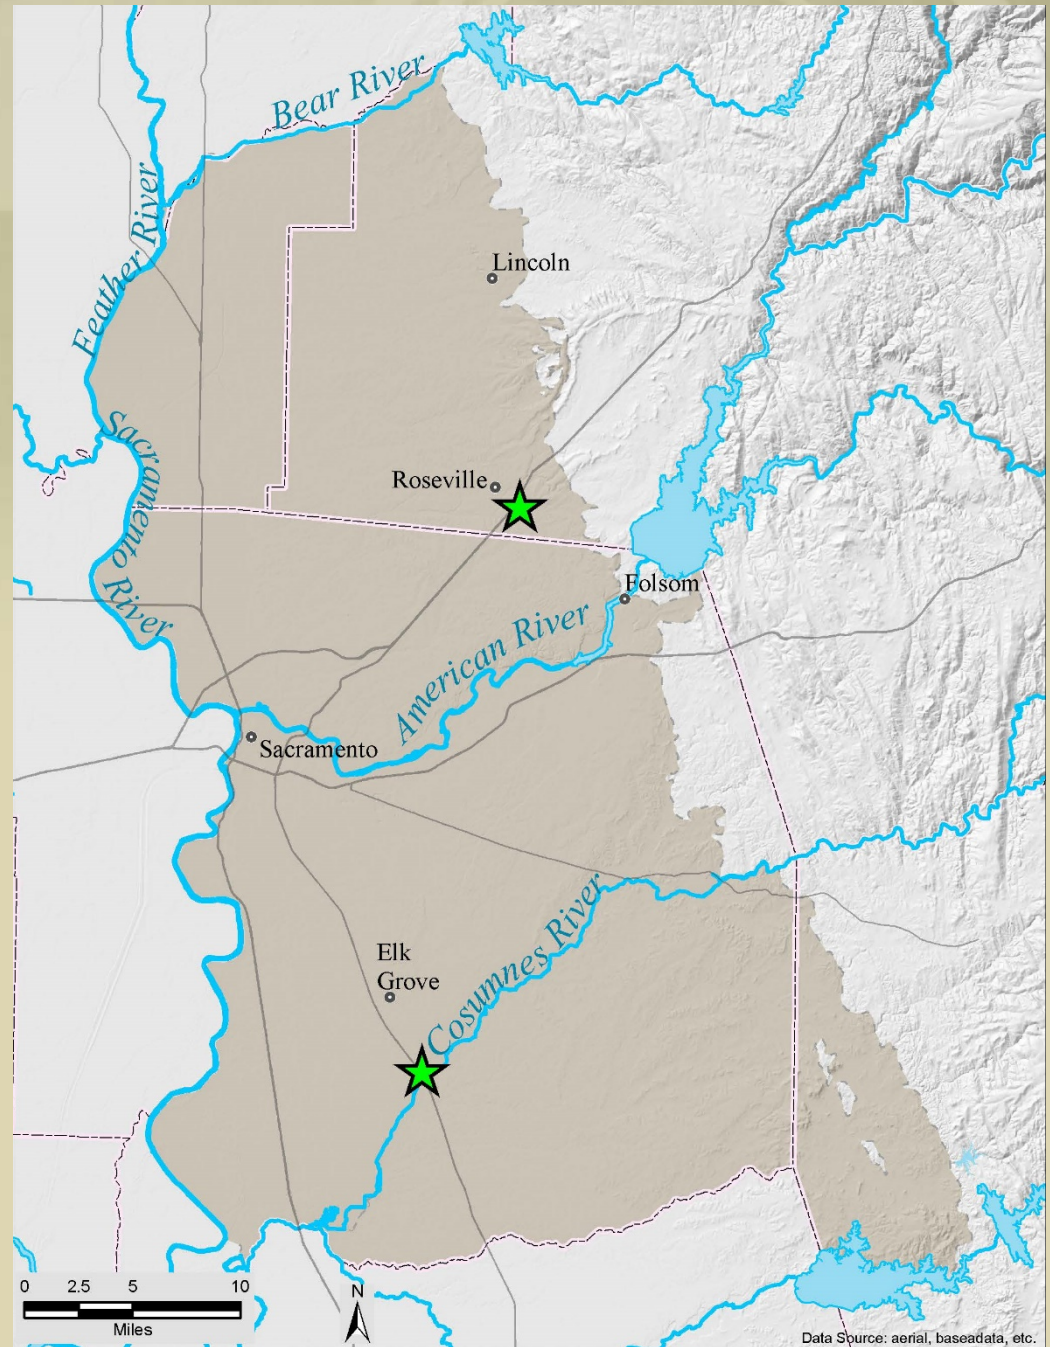 Bear River
Feather River
Lincoln
Sacramento
River
Roseville
Folsom
American River
Sacramento
Elk
Grove
Cosumnes River
0 2.5 5 10
Miles
N
Data Source: aerial, baseadata, etc.